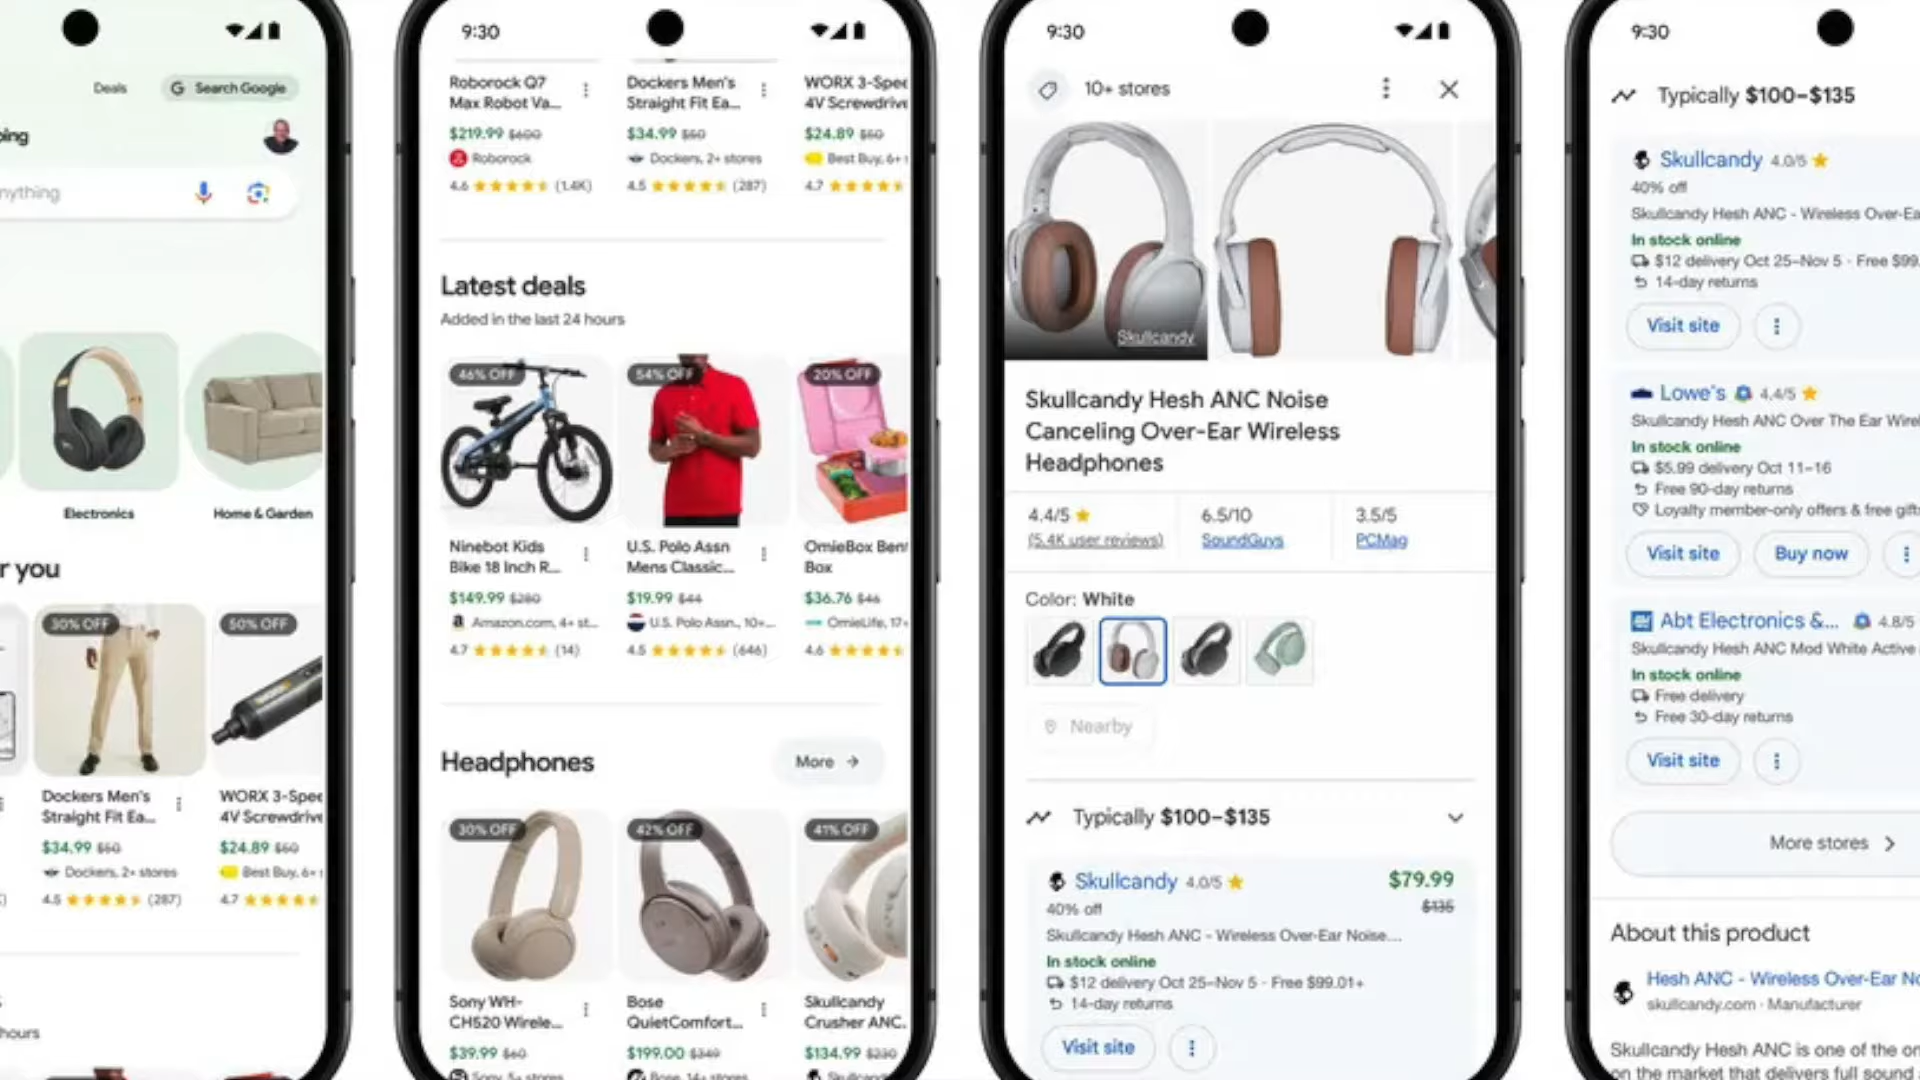 Deals
Search Google
ping
nything
Electronics
Home & Garden
r you
30% OFF
50% OFF
Dockers Men's
Straight Fit Ea...
$34.99 $50
Dockers, 2+ stores
4.5 (287)
WORX 3-Spee
4V Screwdrive
$24.89 $50
Best Buy, 6+ s
4.7
hours
9:30
Roborock Q7
Max Robot Va...
$219.99 $600
Roborock
4.6 (1.4K)
Dockers Men's
Straight Fit Ea...
$34.99 $50
Dockers, 2+ stores
4.5 (287)
WORX 3-Spee
4V Screwdrive
$24.89 $50
Best Buy, 6+ s
4.7
Latest deals
Added in the last 24 hours
46% OFF
54% OFF
20% OFF
Ninebot Kids
Bike 18 Inch R...
$149.99 $280
Amazon.com, 4+ st...
4.7 (14)
U.S. Polo Assn
Mens Classic...
$19.99 $44
U.S. Polo Assn., 10+...
4.5 (646)
OmieBox Ben
Box
$36.76 $46
OmieLife, 17+
4.6
Headphones
More →
30% OFF
42% OFF
41% OFF
Sony WH-
CH520 Wirele...
$39.99 $60
Sony, 5+ stores
Bose
QuietComfort...
$199.00 $349
Bose, 14+ stores
Skullcandy
Crusher ANC.
$134.99 $230
Skullcand
9:30
10+ stores
Skullcandy
Skullcandy Hesh ANC Noise
Canceling Over-Ear Wireless
Headphones
4.4/5
(5.4K user reviews)
6.5/10
SoundGuys
3.5/5
PCMag
Color: White
Nearby
Typically $100–$135
Skullcandy 4.0/5
$79.99
40% off
$135
Skullcandy Hesh ANC - Wireless Over-Ear Noise...
In stock online
$12 delivery Oct 25–Nov 5 · Free $99.01+
14-day returns
Visit site
9:30
Typically $100–$135
Skullcandy 4.0/5
40% off
Skullcandy Hesh ANC - Wireless Over-Ea
In stock online
$12 delivery Oct 25–Nov 5 · Free $99.
14-day returns
Visit site
Lowe's 4.4/5
Skullcandy Hesh ANC Over The Ear Wirel
In stock online
$5.99 delivery Oct 11–16
Free 90-day returns
Loyalty member-only offers & free gift
Visit site
Buy now
Abt Electronics &... 4.8/5
Skullcandy Hesh ANC Mod White Active
In stock online
Free delivery
Free 30-day returns
Visit site
More stores
About this product
Hesh ANC - Wireless Over-Ear No
skullcandy.com · Manufacturer
Skullcandy Hesh ANC is one of the on
on the market that delivers full sound